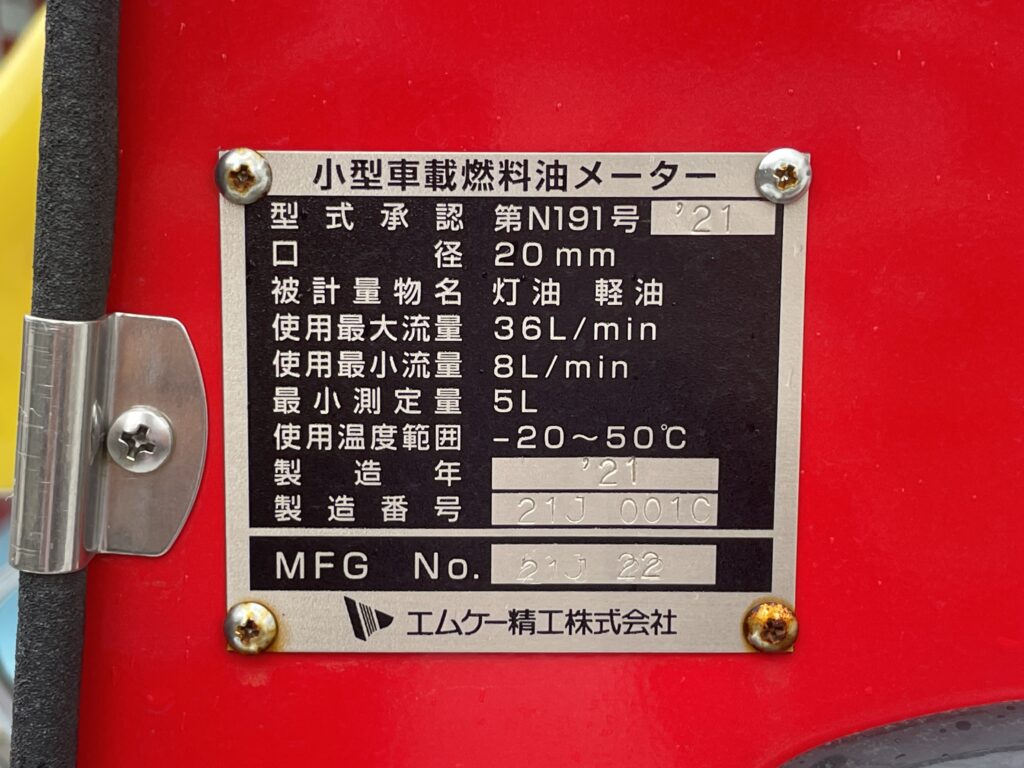 小型車載燃料油メーター
型式承認 第N191号 '21
口径 20mm
被計量物名 灯油 軽油
使用最大流量 36L/min
使用最小流量 8L/min
最小測定量 5L
使用温度範囲 -20～50℃
製造年 '21
製造番号 21J 001C
MFG No. 21J 22
エムケー精工株式会社